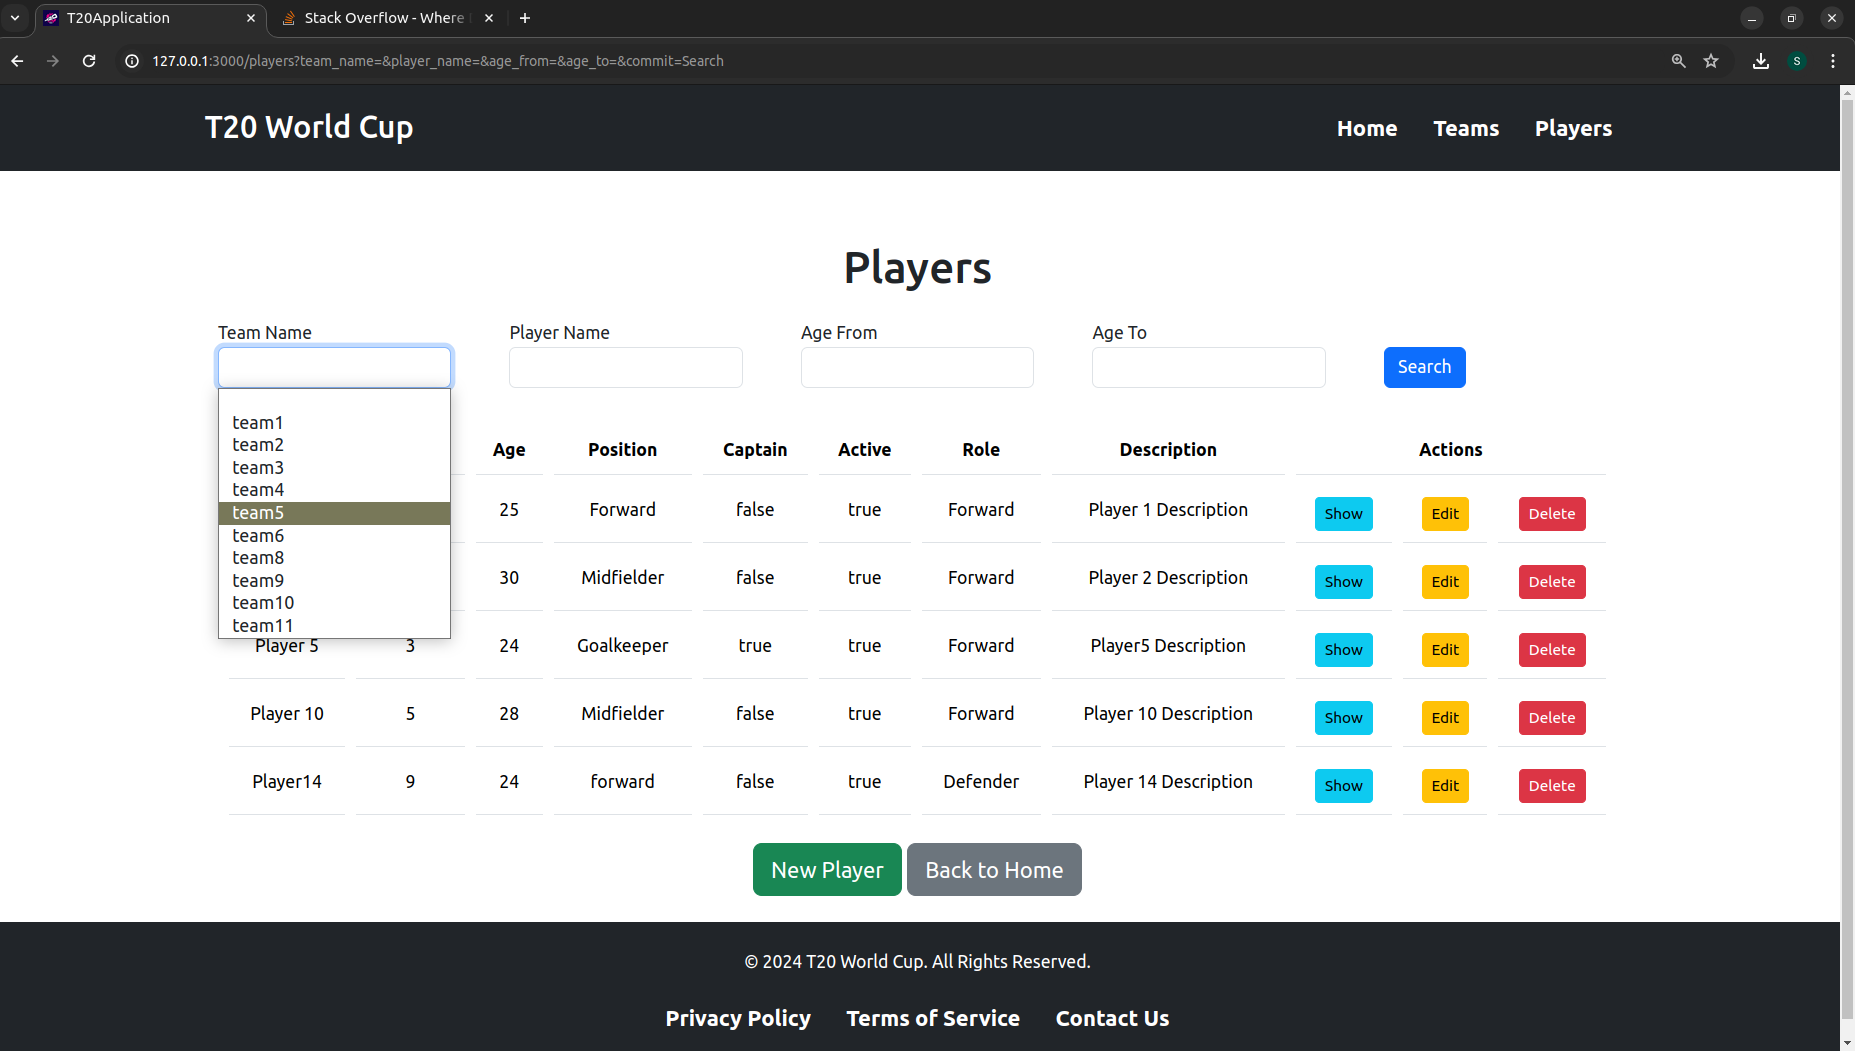 T20Application
Stack Overflow - Where
127.0.0.1:3000/players?team_name=&player_name=&age_from=&age_to=&commit=Search
S
T20 World Cup
Home Teams Players
Players
Team Name Player Name Age From Age To
Search
team1
team2
team3
team4
team5
team6
team8
team9
team10
team11
Age Position Captain Active Role Description Actions
25 Forward false true Forward Player 1 Description Show Edit Delete
30 Midfielder false true Forward Player 2 Description Show Edit Delete
Player 5 3 24 Goalkeeper true true Forward Player5 Description Show Edit Delete
Player 10 5 28 Midfielder false true Forward Player 10 Description Show Edit Delete
Player14 9 24 forward false true Defender Player 14 Description Show Edit Delete
New Player Back to Home
© 2024 T20 World Cup. All Rights Reserved.
Privacy Policy Terms of Service Contact Us